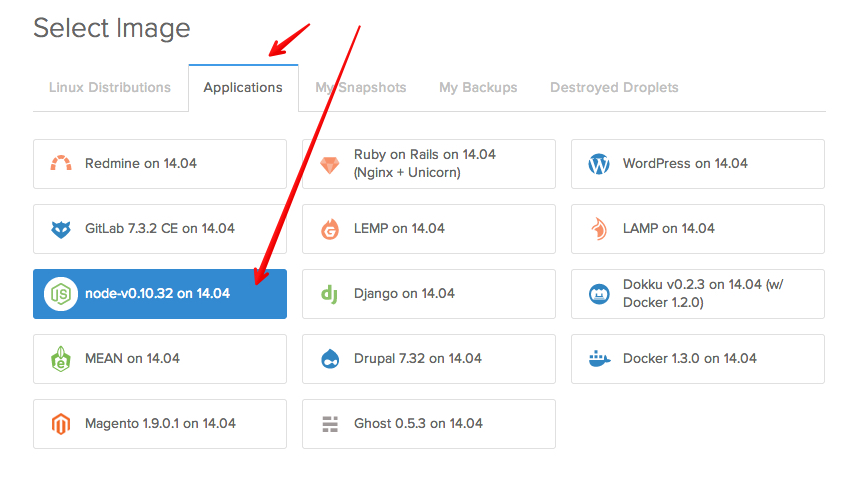 Select Image
Linux Distributions
Applications
My Snapshots
My Backups
Destroyed Droplets
Redmine on 14.04
Ruby on Rails on 14.04
(Nginx + Unicorn)
WordPress on 14.04
GitLab 7.3.2 CE on 14.04
LEMP on 14.04
LAMP on 14.04
JS
node-v0.10.32 on 14.04
dj
Django on 14.04
Dokku v0.2.3 on 14.04 (w/
Docker 1.2.0)
e
MEAN on 14.04
Drupal 7.32 on 14.04
Docker 1.3.0 on 14.04
Magento 1.9.0.1 on 14.04
Ghost 0.5.3 on 14.04